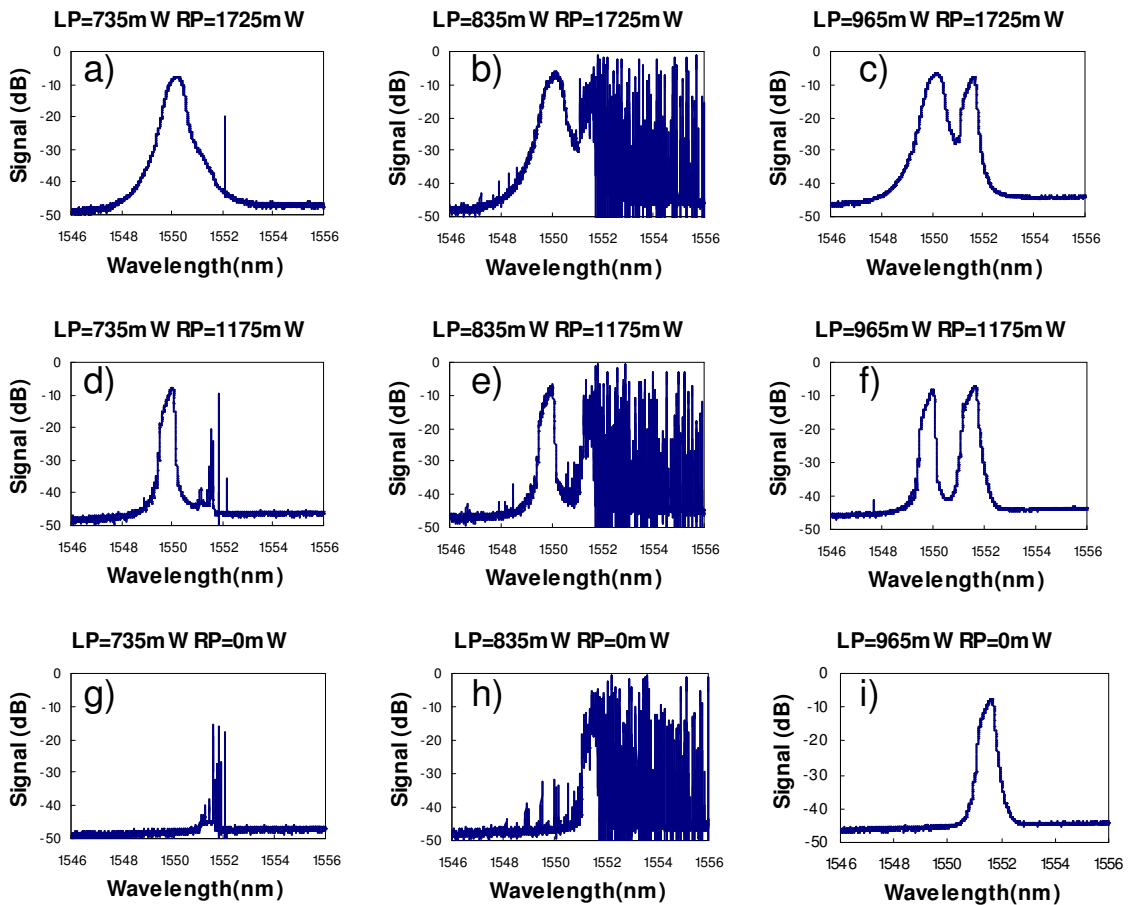 LP=735mW RP=1725mW LP=835mW RP=1725mW LP=965mW RP=1725mW
a) b) c)
Signal (dB) Signal (dB) Signal (dB)
0 -10 -20 -30 -40 -50 0 -10 -20 -30 -40 -50 0 -10 -20 -30 -40 -50
1546 1548 1550 1552 1554 1556 1546 1548 1550 1552 1554 1556 1546 1548 1550 1552 1554 1556
Wavelength(nm) Wavelength(nm) Wavelength(nm)
LP=735mW RP=1175mW LP=835mW RP=1175mW LP=965mW RP=1175mW
d) e) f)
Signal (dB) Signal (dB) Signal (dB)
0 -10 -20 -30 -40 -50 0 -10 -20 -30 -40 -50 0 -10 -20 -30 -40 -50
1546 1548 1550 1552 1554 1556 1546 1548 1550 1552 1554 1556 1546 1548 1550 1552 1554 1556
Wavelength(nm) Wavelength(nm) Wavelength(nm)
LP=735mW RP=0mW LP=835mW RP=0mW LP=965mW RP=0mW
g) h) i)
Signal (dB) Signal (dB) Signal (dB)
0 -10 -20 -30 -40 -50 0 -10 -20 -30 -40 -50 0 -10 -20 -30 -40 -50
1546 1548 1550 1552 1554 1556 1546 1548 1550 1552 1554 1556 1546 1548 1550 1552 1554 1556
Wavelength(nm) Wavelength(nm) Wavelength(nm)